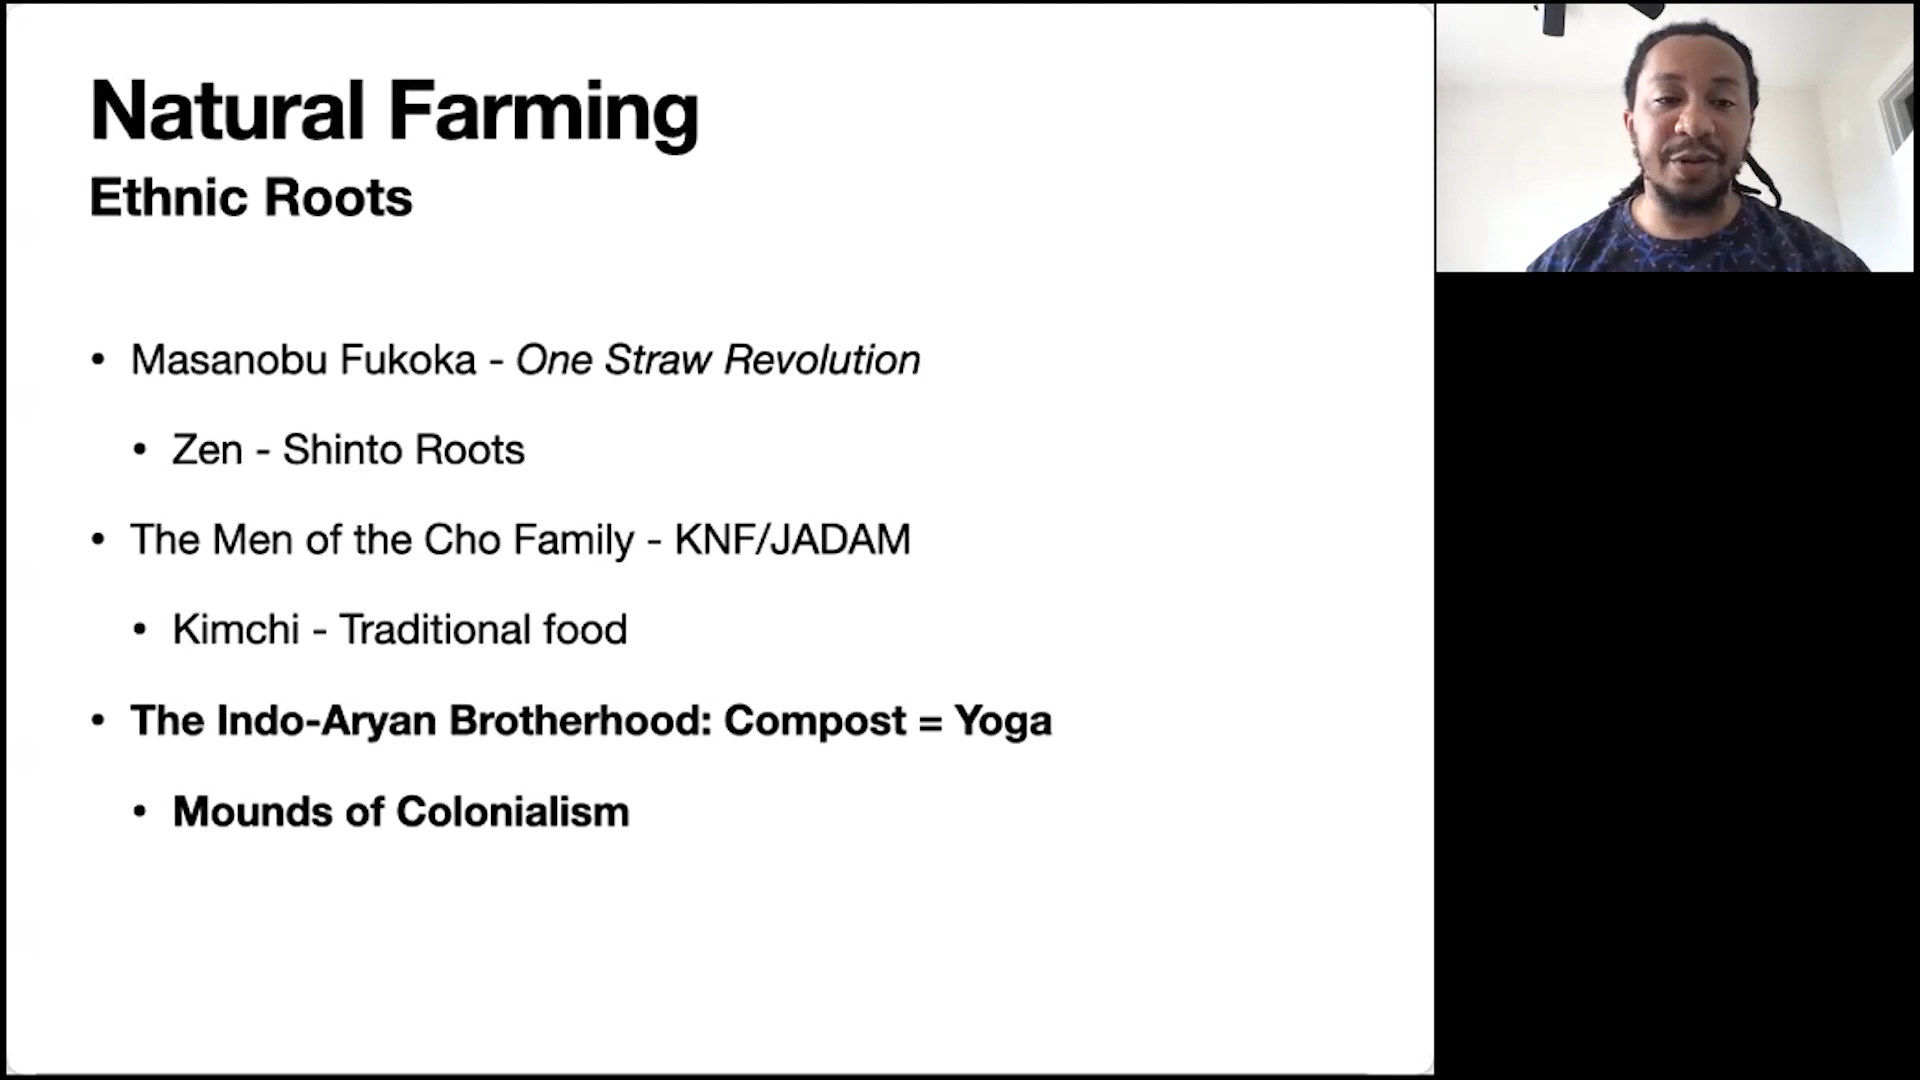 Natural Farming
Ethnic Roots
• Masanobu Fukoka - One Straw Revolution
• Zen - Shinto Roots
• The Men of the Cho Family - KNF/JADAM
• Kimchi - Traditional food
• The Indo-Aryan Brotherhood: Compost = Yoga
• Mounds of Colonialism